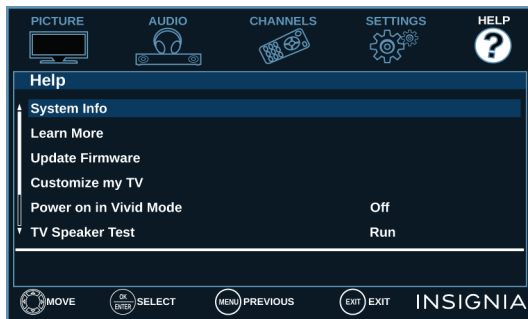 PICTURE AUDIO CHANNELS SETTINGS HELP
?
Help
System Info
Learn More
Update Firmware
Customize my TV
Power on in Vivid Mode Off
TV Speaker Test Run
MOVE OK ENTER SELECT MENU PREVIOUS EXIT EXIT INSIGNIA